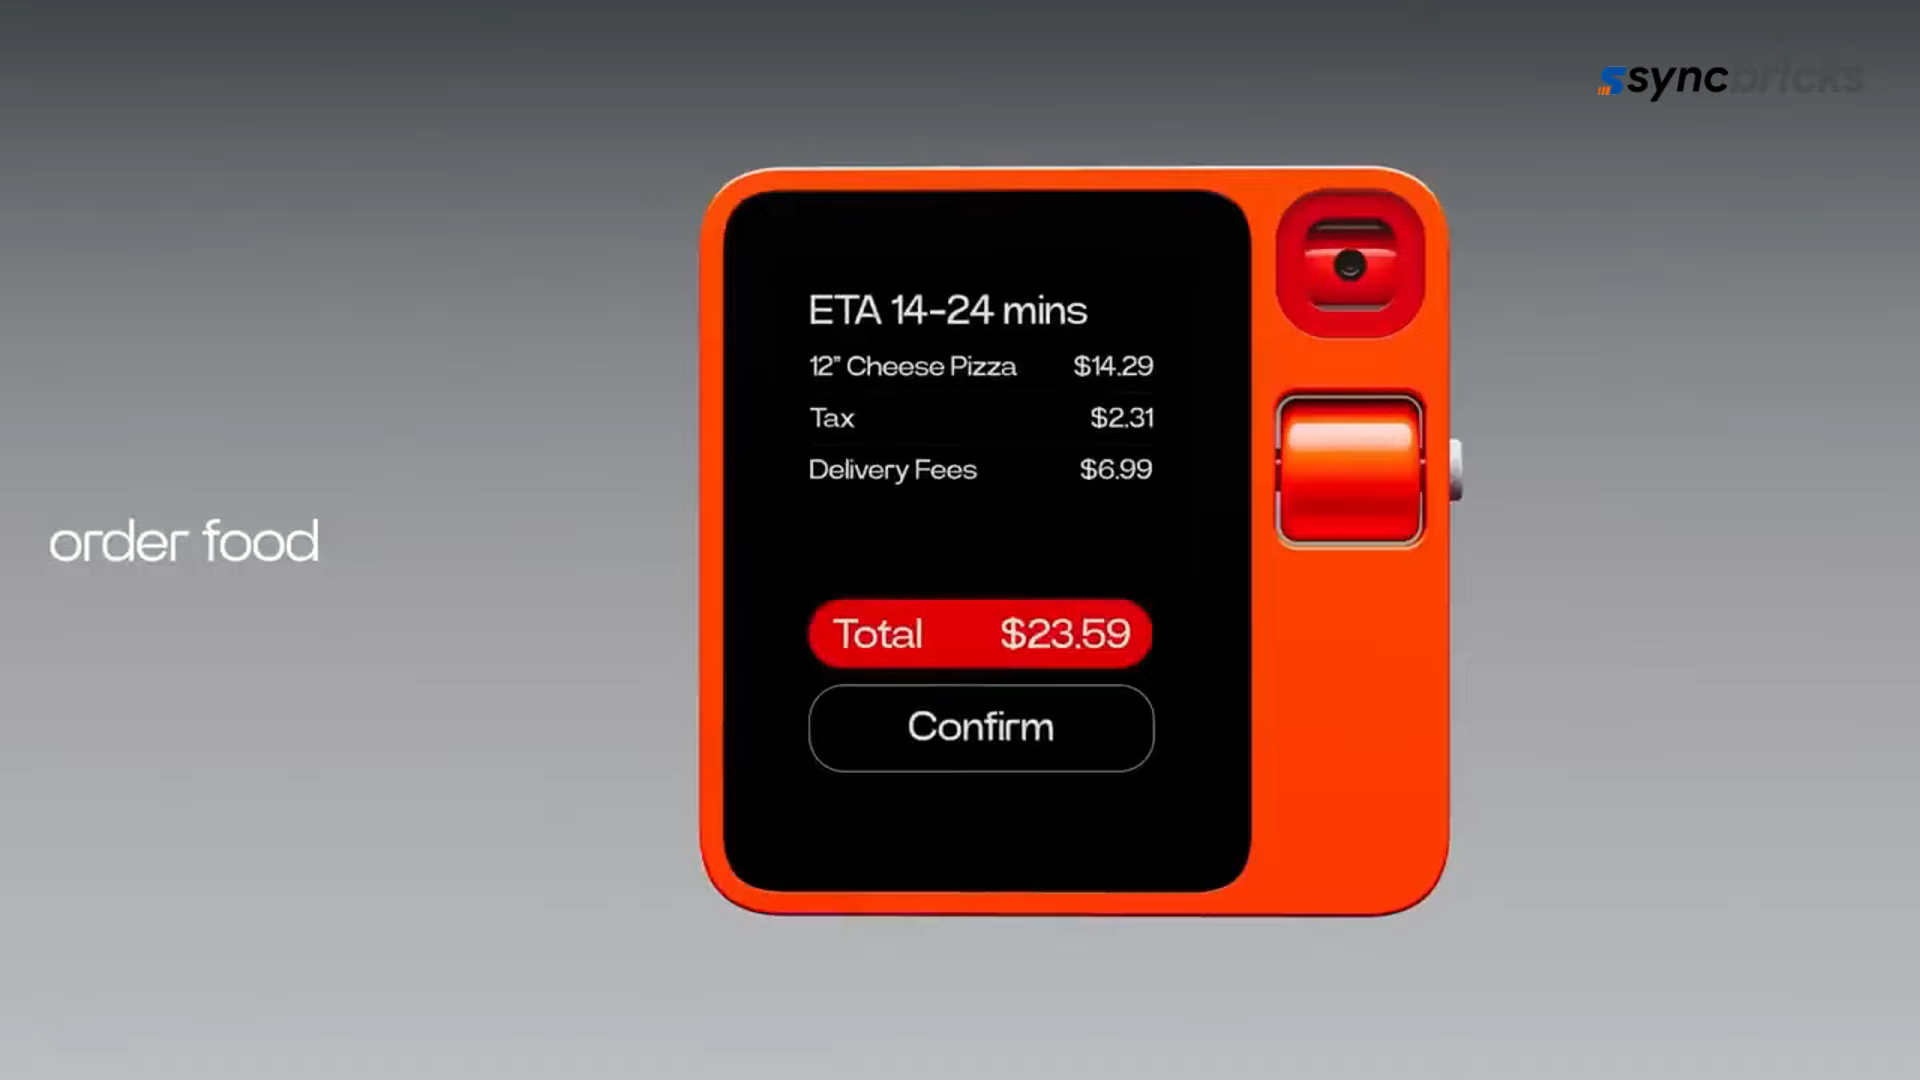 ssyncbricks
order food
ETA 14-24 mins
12" Cheese Pizza $14.29
Tax $2.31
Delivery Fees $6.99
Total $23.59
Confirm